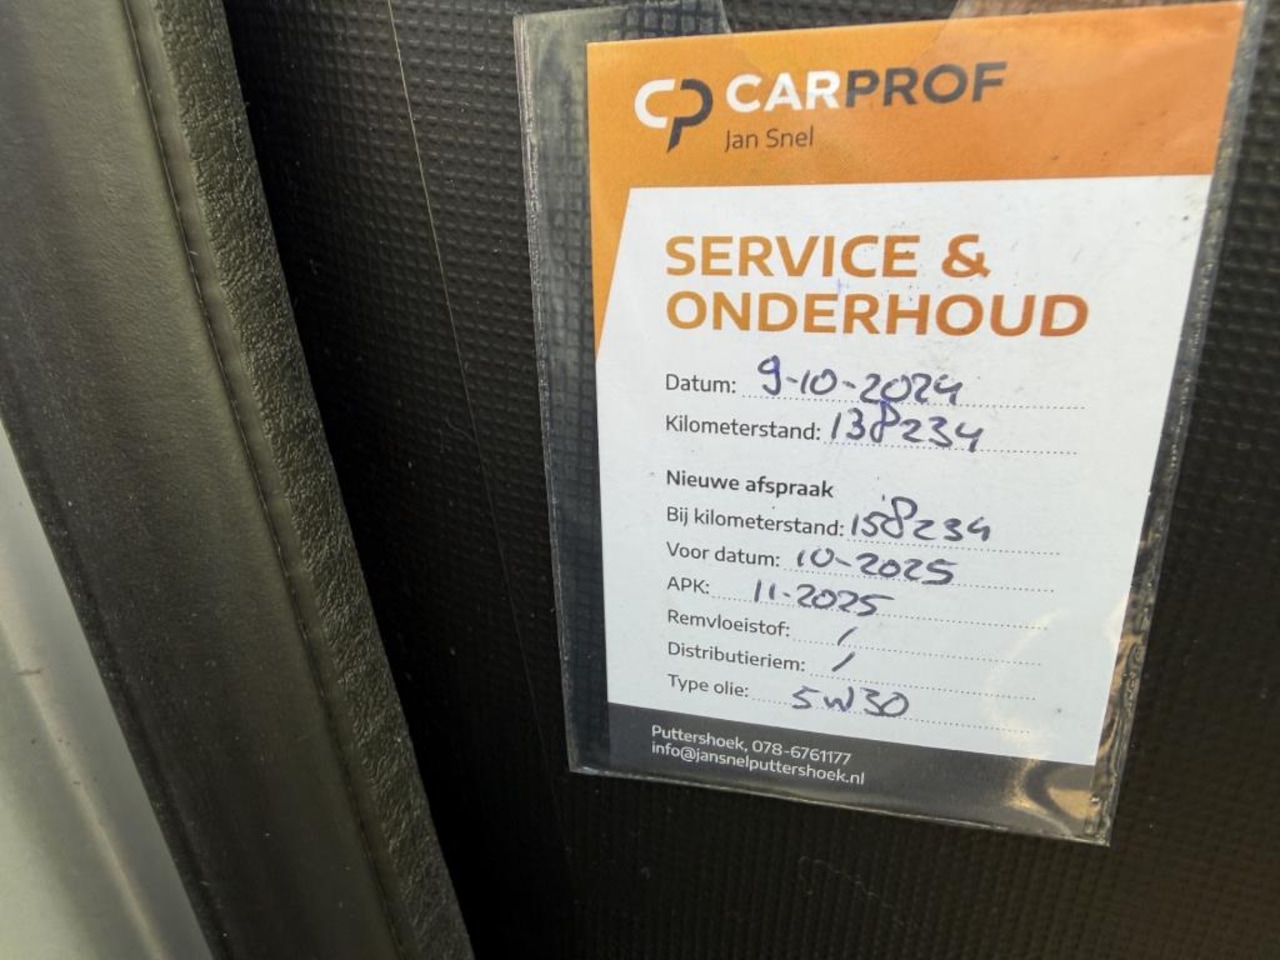 CP CARPROF
Jan Snel
SERVICE &
ONDERHOUD
Datum: 9-10-2024
Kilometerstand: 138234
Nieuwe afspraak
Bij kilometerstand: 158234
Voor datum: 10-2025
APK: 11-2025
Remvloeistof: /
Distributieriem: /
Type olie: 5W30
Puttershoek, 078-6761177
info@jansnelputtershoek.nl